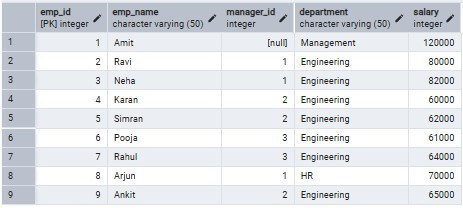 emp_id emp_name manager_id department salary
[PK] integer character varying (50) integer character varying (50) integer
1 1 Amit [null] Management 120000
2 2 Ravi 1 Engineering 80000
3 3 Neha 1 Engineering 82000
4 4 Karan 2 Engineering 60000
5 5 Simran 2 Engineering 62000
6 6 Pooja 3 Engineering 61000
7 7 Rahul 3 Engineering 64000
8 8 Arjun 1 HR 70000
9 9 Ankit 2 Engineering 65000